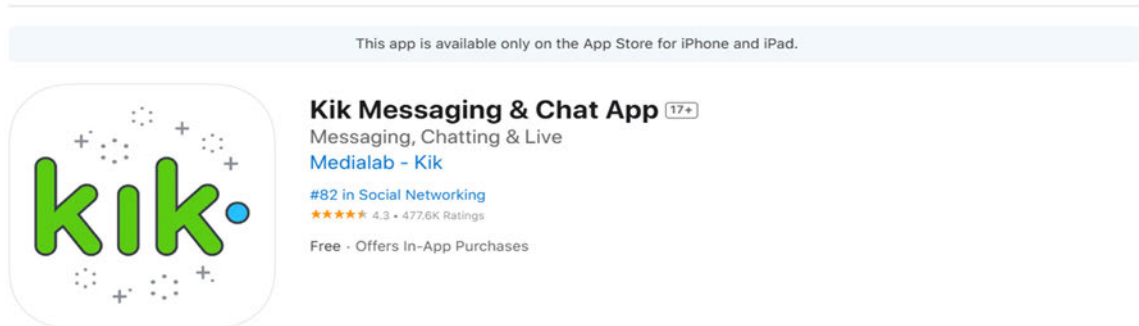 This app is available only on the App Store for iPhone and iPad.
kik
Kik Messaging & Chat App 17+
Messaging, Chatting & Live
Medialab - Kik
#82 in Social Networking
★★★★★ 4.3 • 477.6K Ratings
Free · Offers In-App Purchases